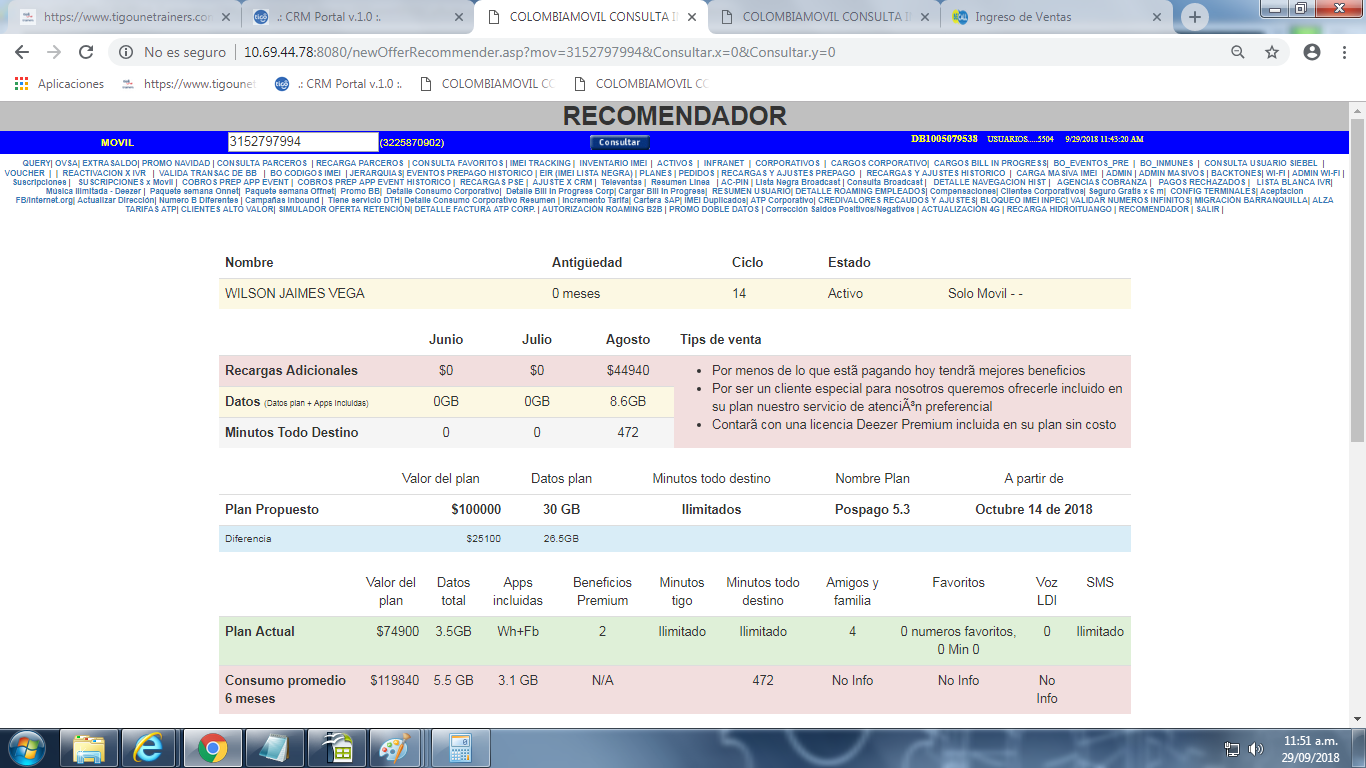 https://www.tigounetrainers.con
.: CRM Portal v.1.0 :.
COLOMBIAMOVIL CONSULTA I
COLOMBIAMOVIL CONSULTA I
Ingreso de Ventas
No es seguro
10.69.44.78:8080/newOfferRecommender.asp?mov=3152797994&Consultar.x=0&Consultar.y=0
Aplicaciones
https://www.tigounet
.: CRM Portal v.1.0 :.
COLOMBIAMOVIL CC
COLOMBIAMOVIL CC
RECOMENDADOR
MOVIL 3152797994 (3225870902) Consultar DB1005079538 USUARIOS.....5504 9/29/2018 11:43:20 AM
QUERY| OVSA| EXTRASALDO| PROMO NAVIDAD | CONSULTA PARCEROS | RECARGA PARCEROS | CONSULTA FAVORITOS | IMEI TRACKING | INVENTARIO IMEI | ACTIVOS | INFRANET | CORPORATIVOS | CARGOS CORPORATIVO| CARGOS BILL IN PROGRESS| BO_EVENTOS_PRE | BO_INMUNES | CONSULTA USUARIO SIEBEL |
VOUCHER | | REACTIVACION X IVR | VALIDA TRANSAC DE BB | BO CODIGOS IMEI | JERARQUIAS| EVENTOS PREPAGO HISTORICO | EIR (IMEI LISTA NEGRA) | PLANES | PEDIDOS | RECARGAS Y AJUSTES PREPAGO | RECARGAS Y AJUSTES HISTORICO | CARGA MASIVA IMEI | ADMIN | ADMIN MASIVOS | BACKTONES| WI-FI | ADMIN WI-FI |
Suscripciones | SUSCRIPCIONES x Movil | COBROS PREP APP EVENT | COBROS PREP APP EVENT HISTORICO | RECARGAS PSE | AJUSTE X CRM | Televentas | Resumen Linea | AC-PIN | Lista Negra Broadcast | Consulta Broadcast | DETALLE NAVEGACION HIST | AGENCIAS COBRANZA | PAGOS RECHAZADOS | LISTA BLANCA IVR|
Musica Ilimitada - Deezer | Paquete semana Onnet| Paquete semana Offnet| Promo BB| Detalle Consumo Corporativo| Detalle Bill In Progress Corp| Cargar Bill In Progress| RESUMEN USUARIO| DETALLE ROAMING EMPLEADOS| Compensaciones| Clientes Corporativos| Seguro Gratis x 6 m| CONFIG TERMINALES| Aceptacion
FB/Internet.org| Actualizar Dirección| Numero B Diferentes | Campañas Inbound | Tiene servicio DTH| Detalle Consumo Corporativo Resumen | Incremento Tarifa| Cartera SAP| IMEI Duplicados| ATP Corporativo| CREDIVALORES RECAUDOS Y AJUSTES| BLOQUEO IMEI INPEC| VALIDAR NUMEROS INFINITOS| MIGRACIÓN BARRANQUILLA| ALZA
TARIFAS ATP| CLIENTES ALTO VALOR| SIMULADOR OFERTA RETENCIÓN| DETALLE FACTURA ATP CORP. | AUTORIZACIÓN ROAMING B2B | PROMO DOBLE DATOS | Corrección Saldos Positivos/Negativos | ACTUALIZACIÓN 4G | RECARGA HIDROITUANGO | RECOMENDADOR | SALIR |
Nombre Antigüedad Ciclo Estado
WILSON JAIMES VEGA 0 meses 14 Activo Solo Movil - -
Junio Julio Agosto Tips de venta
Recargas Adicionales $0 $0 $44940
Datos (Datos plan + Apps Incluidas) 0GB 0GB 8.6GB
Minutos Todo Destino 0 0 472
Por menos de lo que estã pagando hoy tendrã mejores beneficios
Por ser un cliente especial para nosotros queremos ofrecerle incluido en
su plan nuestro servicio de atenciÃ³n preferencial
Contarã con una licencia Deezer Premium incluida en su plan sin costo
Valor del plan Datos plan Minutos todo destino Nombre Plan A partir de
Plan Propuesto $100000 30 GB Ilimitados Pospago 5.3 Octubre 14 de 2018
Diferencia $25100 26.5GB
Valor del plan Datos total Apps incluidas Beneficios Premium Minutos tigo Minutos todo destino Amigos y familia Favoritos Voz LDI SMS
Plan Actual $74900 3.5GB Wh+Fb 2 Ilimitado Ilimitado 4 0 numeros favoritos, 0 Min 0 0 Ilimitado
Consumo promedio 6 meses $119840 5.5 GB 3.1 GB N/A 472 No Info No Info No Info
11:51 a.m.
29/09/2018